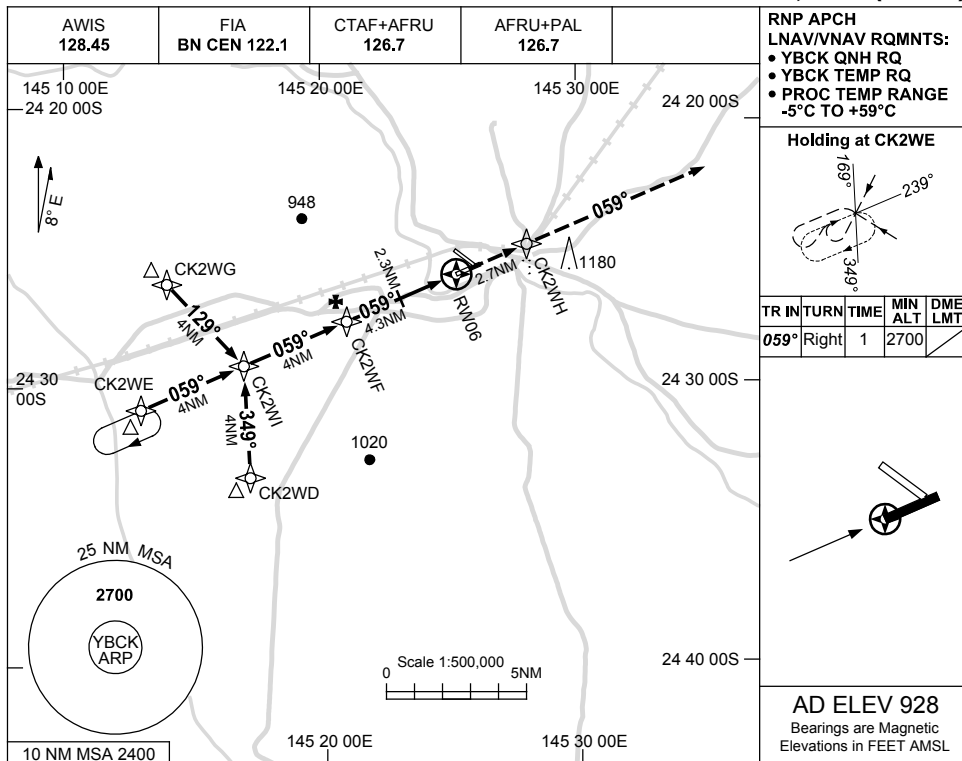 AWIS
128.45
FIA
BN CEN 122.1
CTAF+AFRU
126.7
AFRU+PAL
126.7
RNP APCH
LNAV/VNAV RQMNTS:
• YBCK QNH RQ
• YBCK TEMP RQ
• PROC TEMP RANGE
-5°C TO +59°C
145 10 00E
145 20 00E
145 30 00E
24 20 00S
24 20 00S
8° E
948
CK2WG
129°
4NM
CK2WE
059°
4NM
CK2WI
059°
4NM
CK2WF
2.3NM
059°
4.3NM
RW06
2.7NM
CK2WH
059°
1180
349°
4NM
CK2WD
1020
24 30
00S
24 30 00S
25 NM MSA
2700
YBCK
ARP
10 NM MSA 2400
Scale 1:500,000
0
5NM
24 40 00S
145 20 00E
145 30 00E
Holding at CK2WE
169°
239°
349°
TR IN TURN TIME MIN ALT DME LMT
059° Right 1 2700
AD ELEV 928
Bearings are Magnetic
Elevations in FEET AMSL